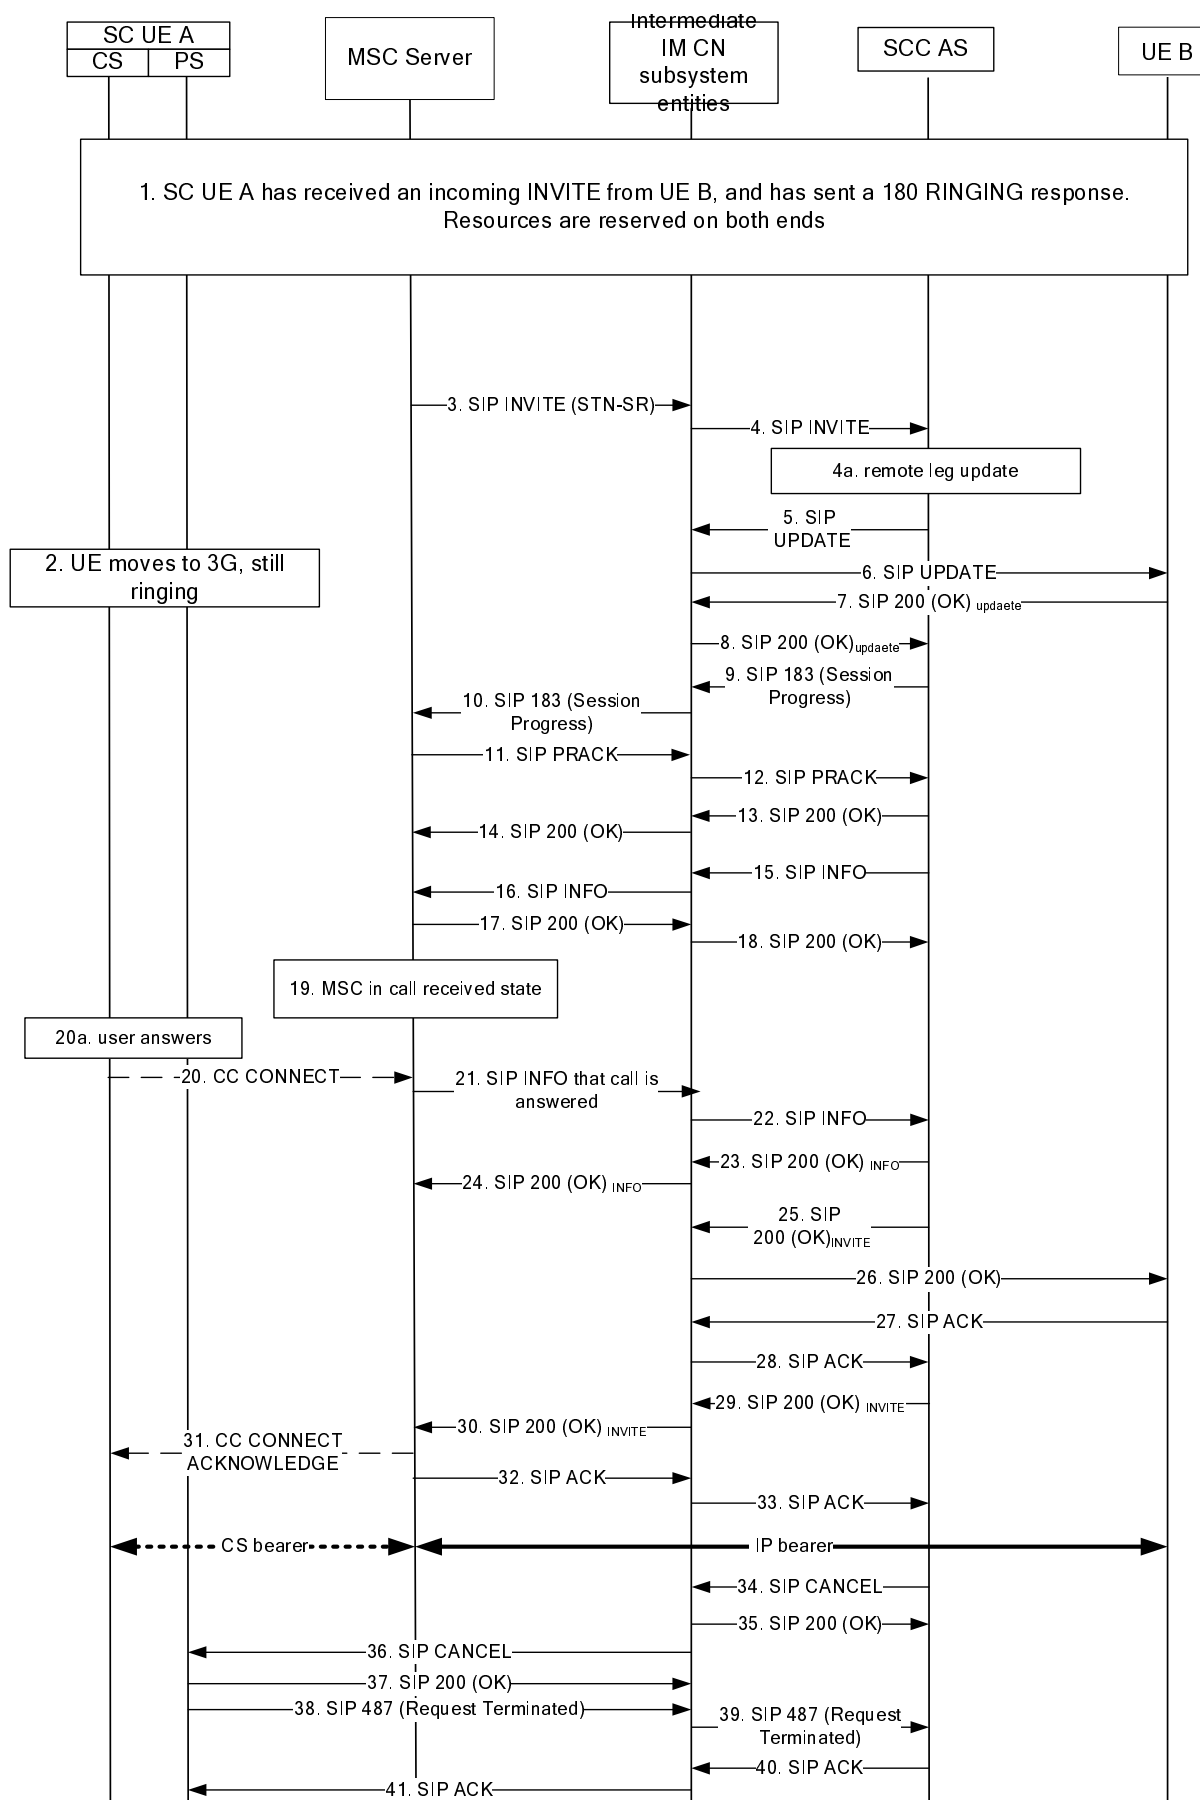 SC UE A
CS
PS
MSC Server
Intermediate
IM CN
subsystem
entities
SCC AS
UE B
1. SC UE A has received an incoming INVITE from UE B, and has sent a 180 RINGING response.
Resources are reserved on both ends
3. SIP INVITE (STN-SR)
4. SIP INVITE
4a. remote leg update
5. SIP
UPDATE
2. UE moves to 3G, still
ringing
6. SIP UPDATE
7. SIP 200 (OK) updaete
8. SIP 200 (OK)updaete
9. SIP 183 (Session
Progress)
10. SIP 183 (Session
Progress)
11. SIP PRACK
12. SIP PRACK
13. SIP 200 (OK)
14. SIP 200 (OK)
15. SIP INFO
16. SIP INFO
17. SIP 200 (OK)
18. SIP 200 (OK)
19. MSC in call received state
20a. user answers
20. CC CONNECT
21. SIP INFO that call is
answered
22. SIP INFO
23. SIP 200 (OK) INFO
24. SIP 200 (OK) INFO
25. SIP
200 (OK)INVITE
26. SIP 200 (OK)
27. SIP ACK
28. SIP ACK
29. SIP 200 (OK) INVITE
30. SIP 200 (OK) INVITE
31. CC CONNECT
ACKNOWLEDGE
32. SIP ACK
33. SIP ACK
CS bearer
IP bearer
34. SIP CANCEL
35. SIP 200 (OK)
36. SIP CANCEL
37. SIP 200 (OK)
38. SIP 487 (Request Terminated)
39. SIP 487 (Request
Terminated)
40. SIP ACK
41. SIP ACK